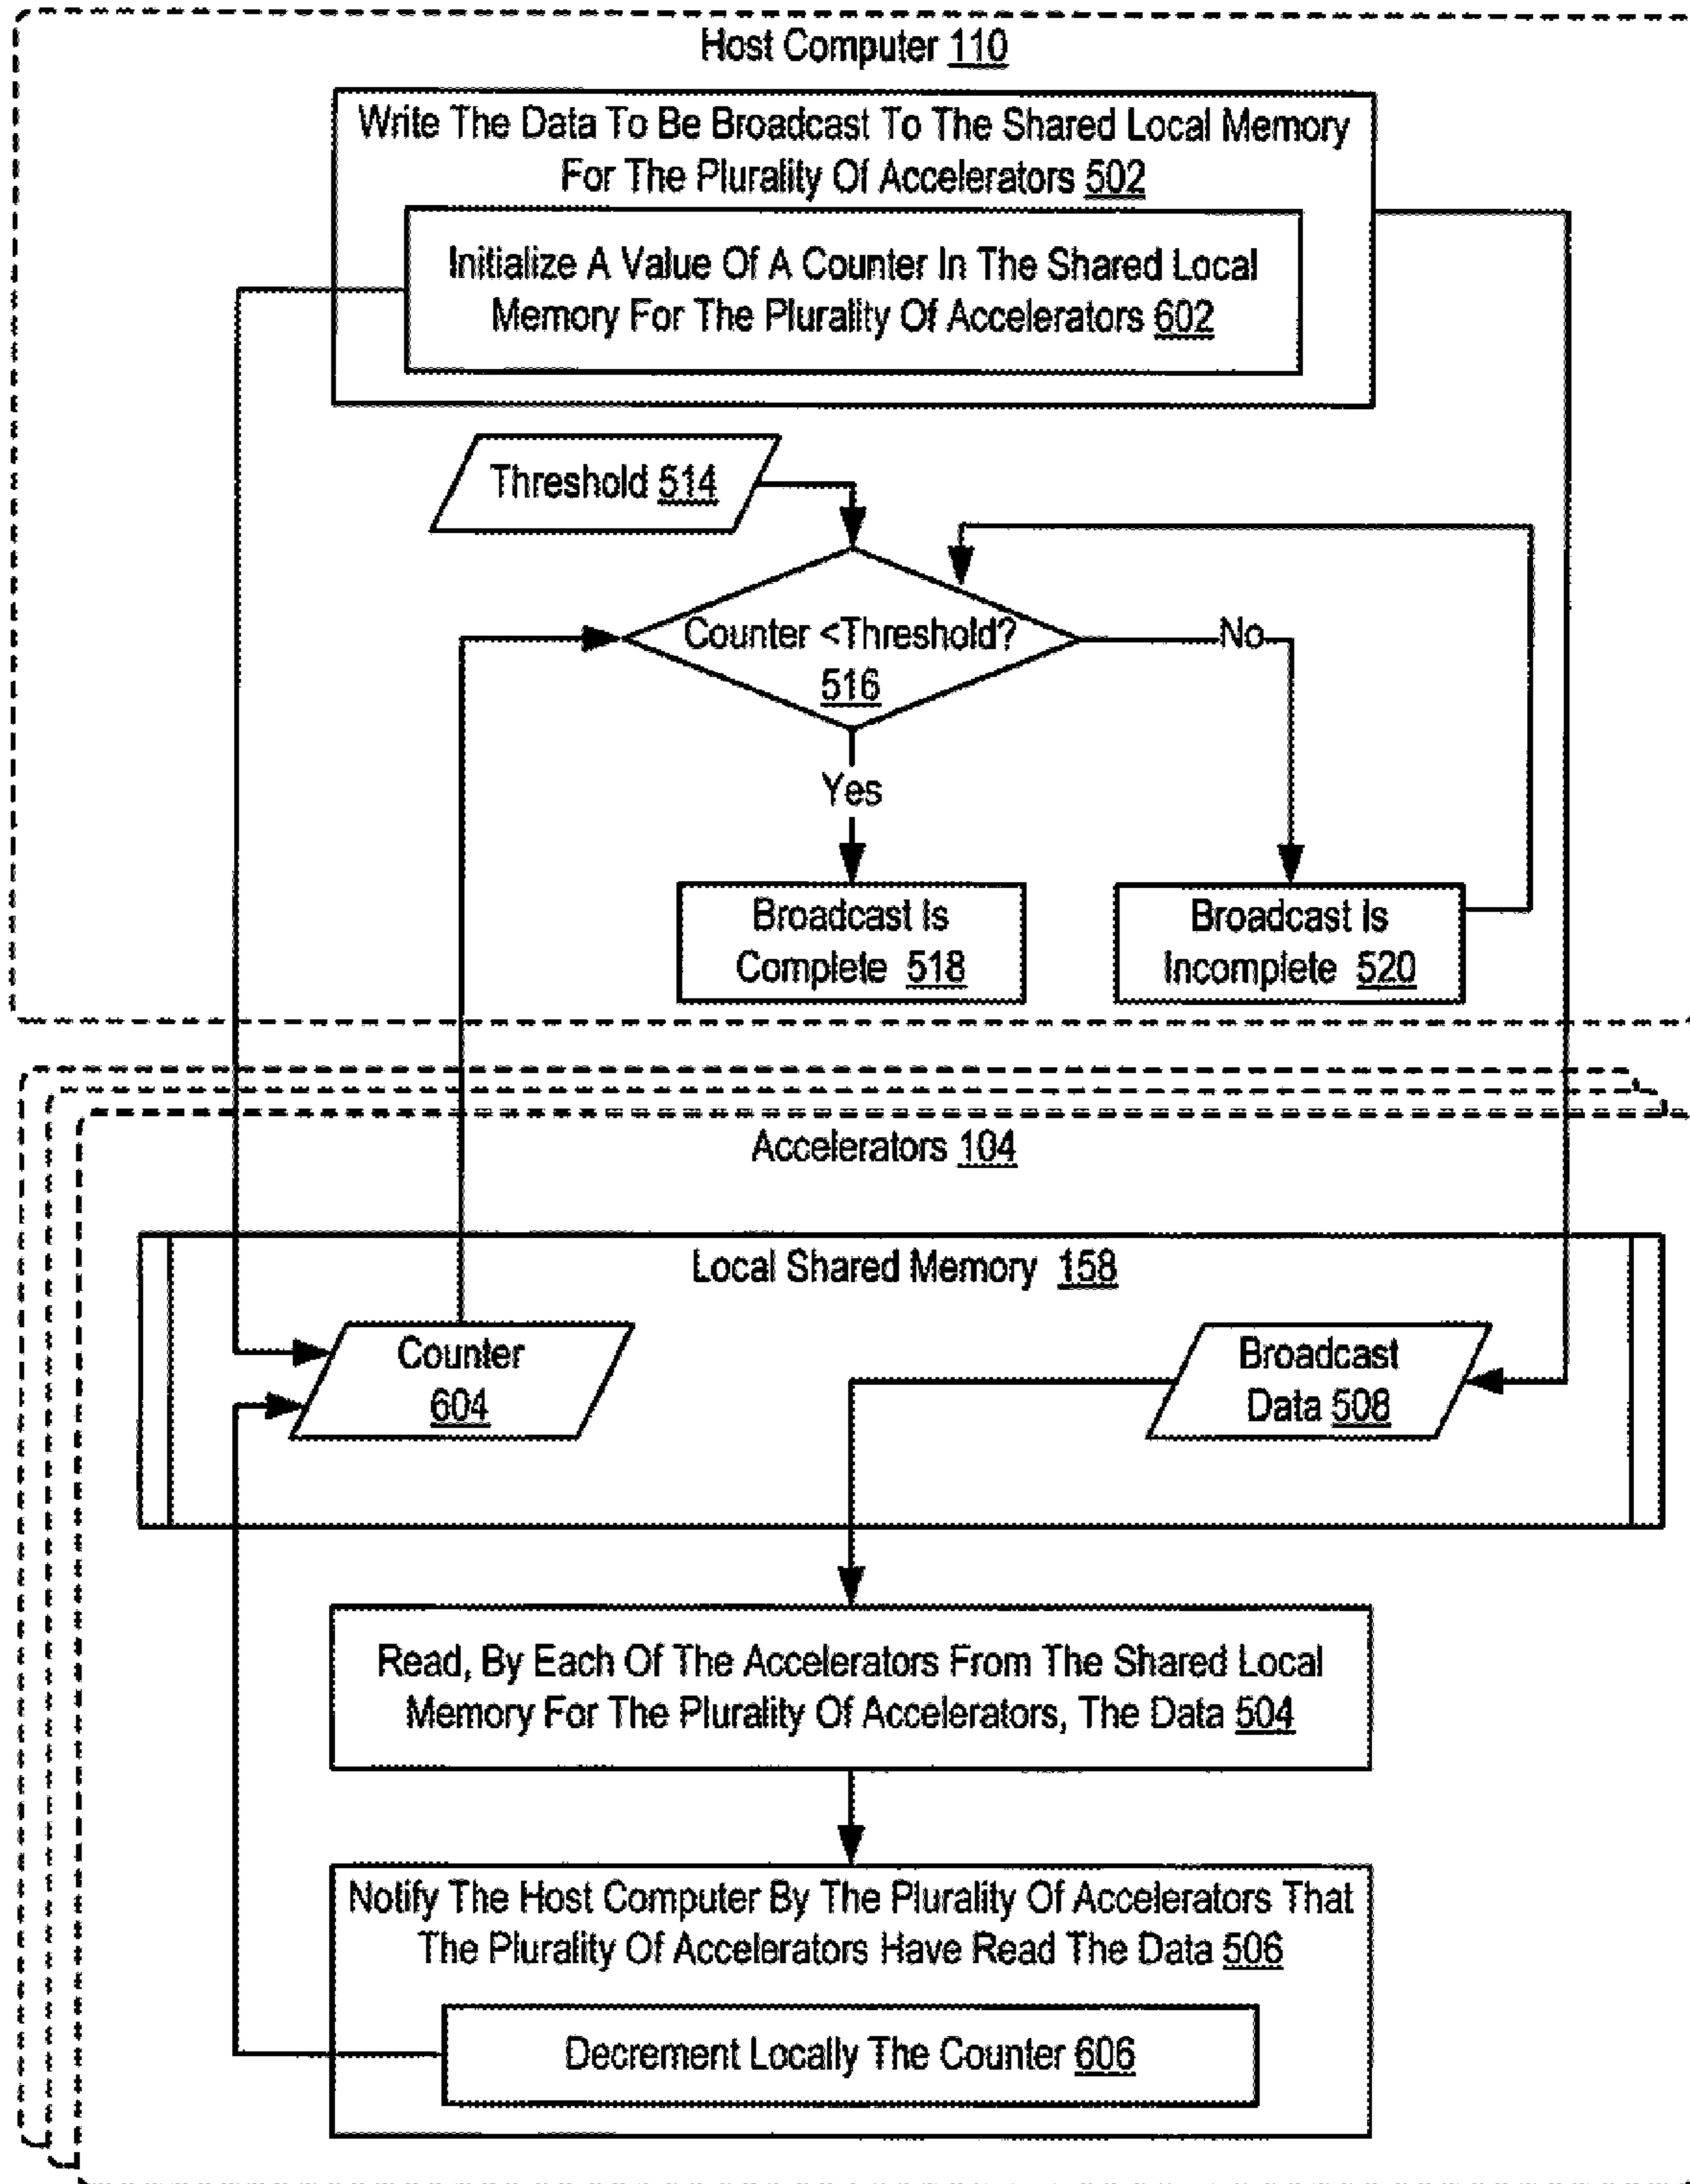 Host Computer 110
Write The Data To Be Broadcast To The Shared Local Memory
For The Plurality Of Accelerators 502
Initialize A Value Of A Counter In The Shared Local
Memory For The Plurality Of Accelerators 602
Threshold 514
Counter <Threshold?
516
No
Yes
Broadcast Is
Complete 518
Broadcast Is
Incomplete 520
Accelerators 104
Local Shared Memory 158
Counter
604
Broadcast
Data 508
Read, By Each Of The Accelerators From The Shared Local
Memory For The Plurality Of Accelerators, The Data 504
Notify The Host Computer By The Plurality Of Accelerators That
The Plurality Of Accelerators Have Read The Data 506
Decrement Locally The Counter 606